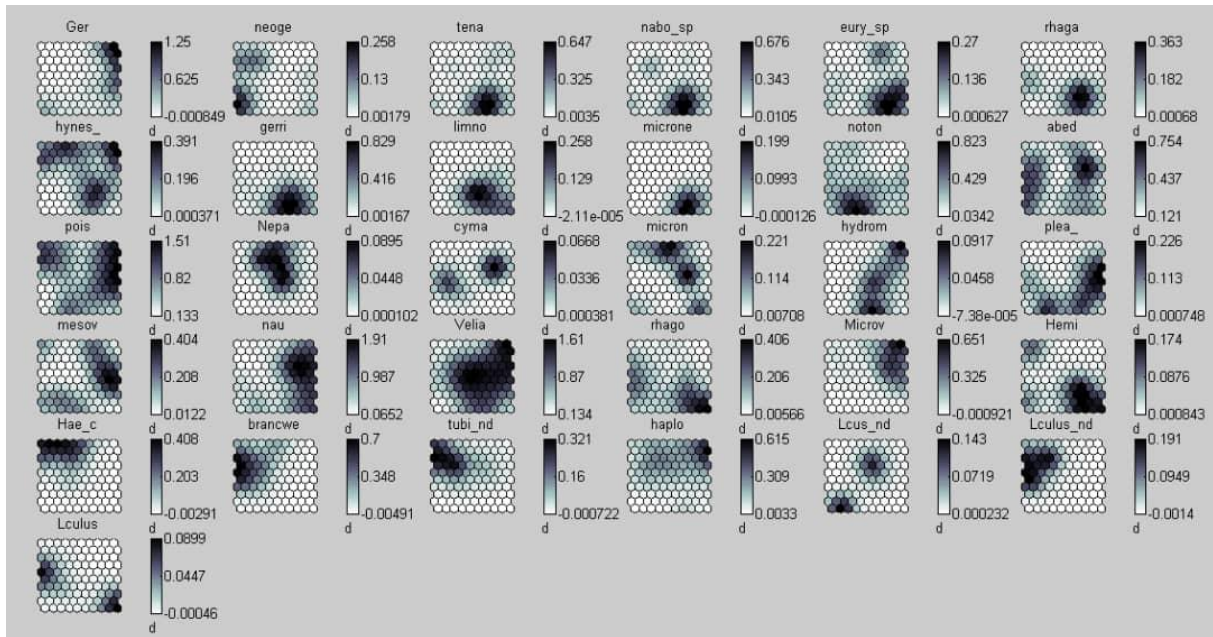 Ger neoge tena nabo_sp eury_sp rhaga
1.25 0.258 0.647 0.676 0.27 0.363
0.625 0.13 0.325 0.343 0.136 0.182
-0.000849 0.00179 0.0035 0.0105 0.000627 0.00068
d d d d d d
hynes_ gerri limno microne noton abed
0.391 0.829 0.258 0.199 0.823 0.754
0.196 0.416 0.129 0.0993 0.429 0.437
0.000371 0.00167 -2.11e-005 -0.000126 0.0342 0.121
d d d d d d
pois Nepa cyma micron hydrom plea_
1.51 0.0895 0.0668 0.221 0.0917 0.226
0.82 0.0448 0.0336 0.114 0.0458 0.113
0.133 0.000102 0.000381 0.00708 -7.38e-005 0.000748
d d d d d d
mesov nau Velia rhago Microv Hemi
0.404 1.91 1.61 0.406 0.651 0.174
0.208 0.987 0.87 0.206 0.325 0.0876
0.0122 0.0652 0.134 0.00566 -0.000921 0.000843
d d d d d d
Hae_c brancwe tubi_nd haplo Lcus_nd Lculus_nd
0.408 0.7 0.321 0.615 0.143 0.191
0.203 0.348 0.16 0.309 0.0719 0.0949
-0.00291 -0.00491 -0.000722 0.0033 0.000232 -0.0014
d d d d d d
Lculus
0.0899
0.0447
-0.00046
d